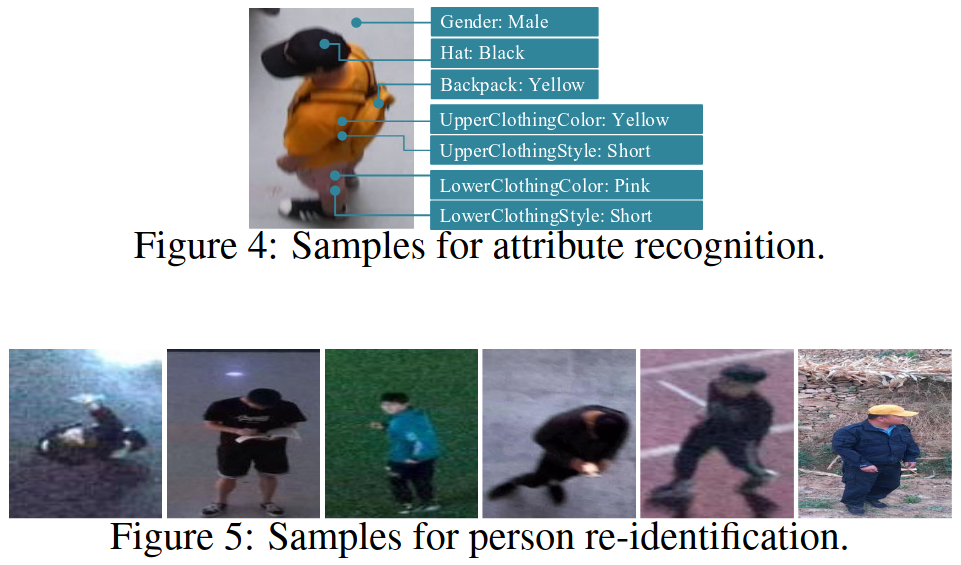 Gender: Male
Hat: Black
Backpack: Yellow
UpperClothingColor: Yellow
UpperClothingStyle: Short
LowerClothingColor: Pink
LowerClothingStyle: Short
Figure 4: Samples for attribute recognition.
Figure 5: Samples for person re-identification.